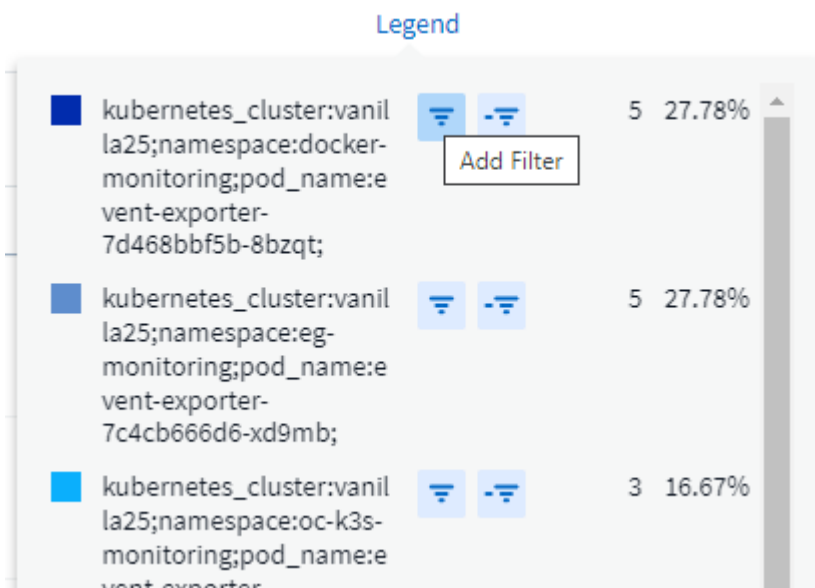 Legend
kubernetes_cluster:vanil 5 27.78%
la25;namespace:docker-
monitoring;pod_name:e
vent-exporter-
7d468bbf5b-8bzqt;
Add Filter
kubernetes_cluster:vanil 5 27.78%
la25;namespace:eg-
monitoring;pod_name:e
vent-exporter-
7c4cb666d6-xd9mb;
kubernetes_cluster:vanil 3 16.67%
la25;namespace:oc-k3s-
monitoring;pod_name:e
vent-exporter-